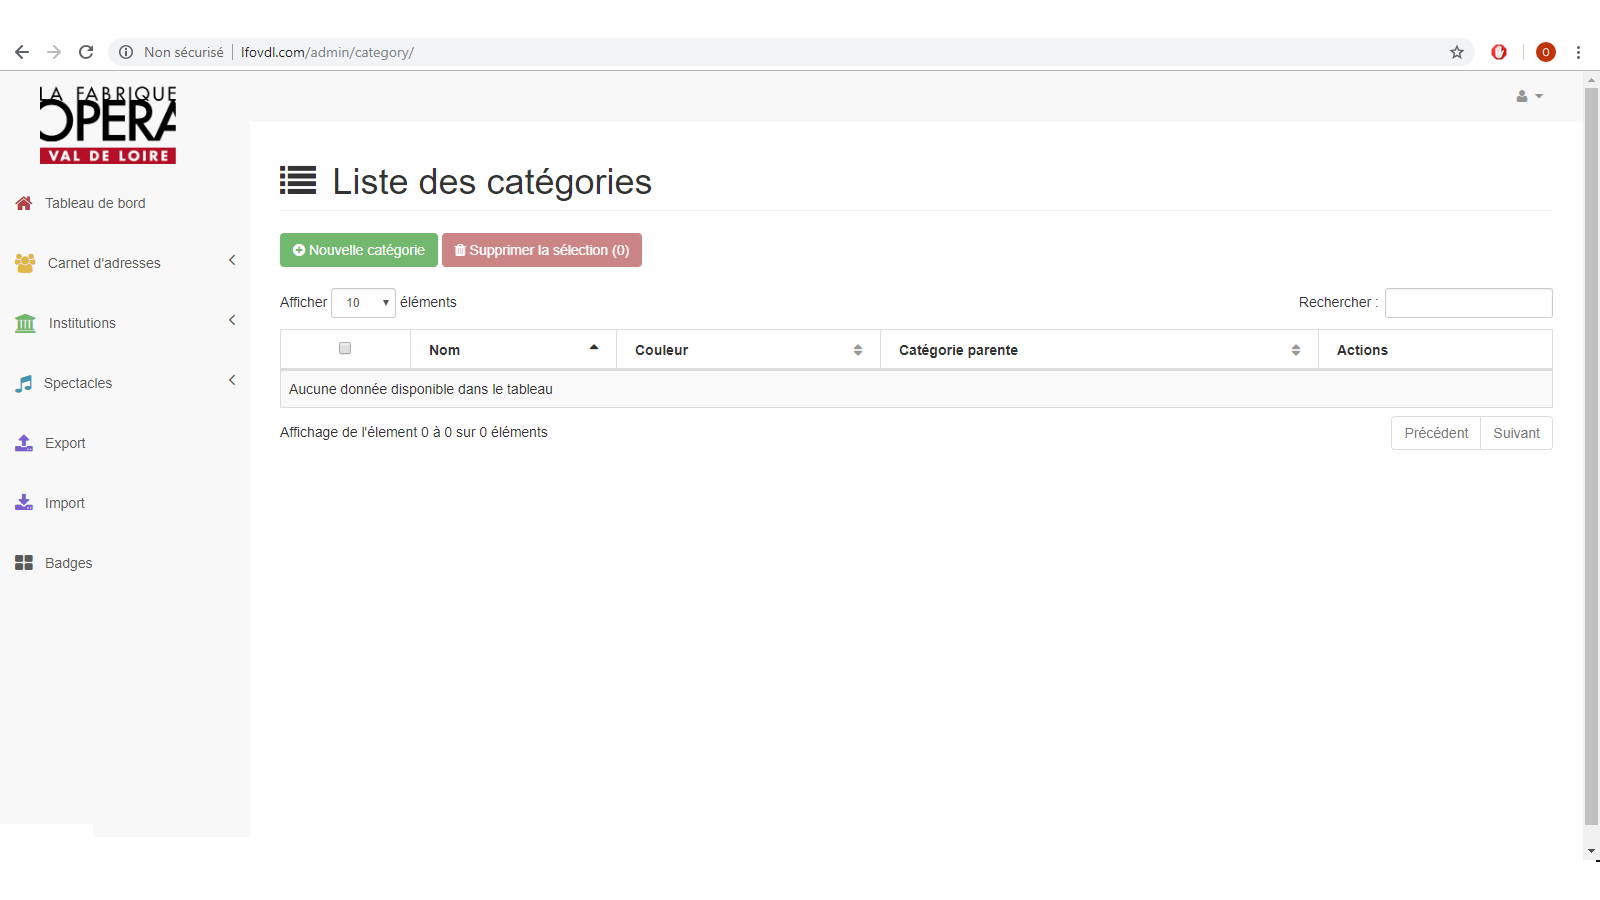 Non sécurisé | lfovdl.com/admin/category/
O
LA FABRIQUE
OPERA
VAL DE LOIRE
Tableau de bord
Carnet d'adresses
Institutions
Spectacles
Export
Import
Badges
Liste des catégories
Nouvelle catégorie
Supprimer la sélection (0)
Afficher 10 éléments
Rechercher :
Nom Couleur Catégorie parente Actions
Aucune donnée disponible dans le tableau
Affichage de l'élement 0 à 0 sur 0 éléments
Précédent Suivant